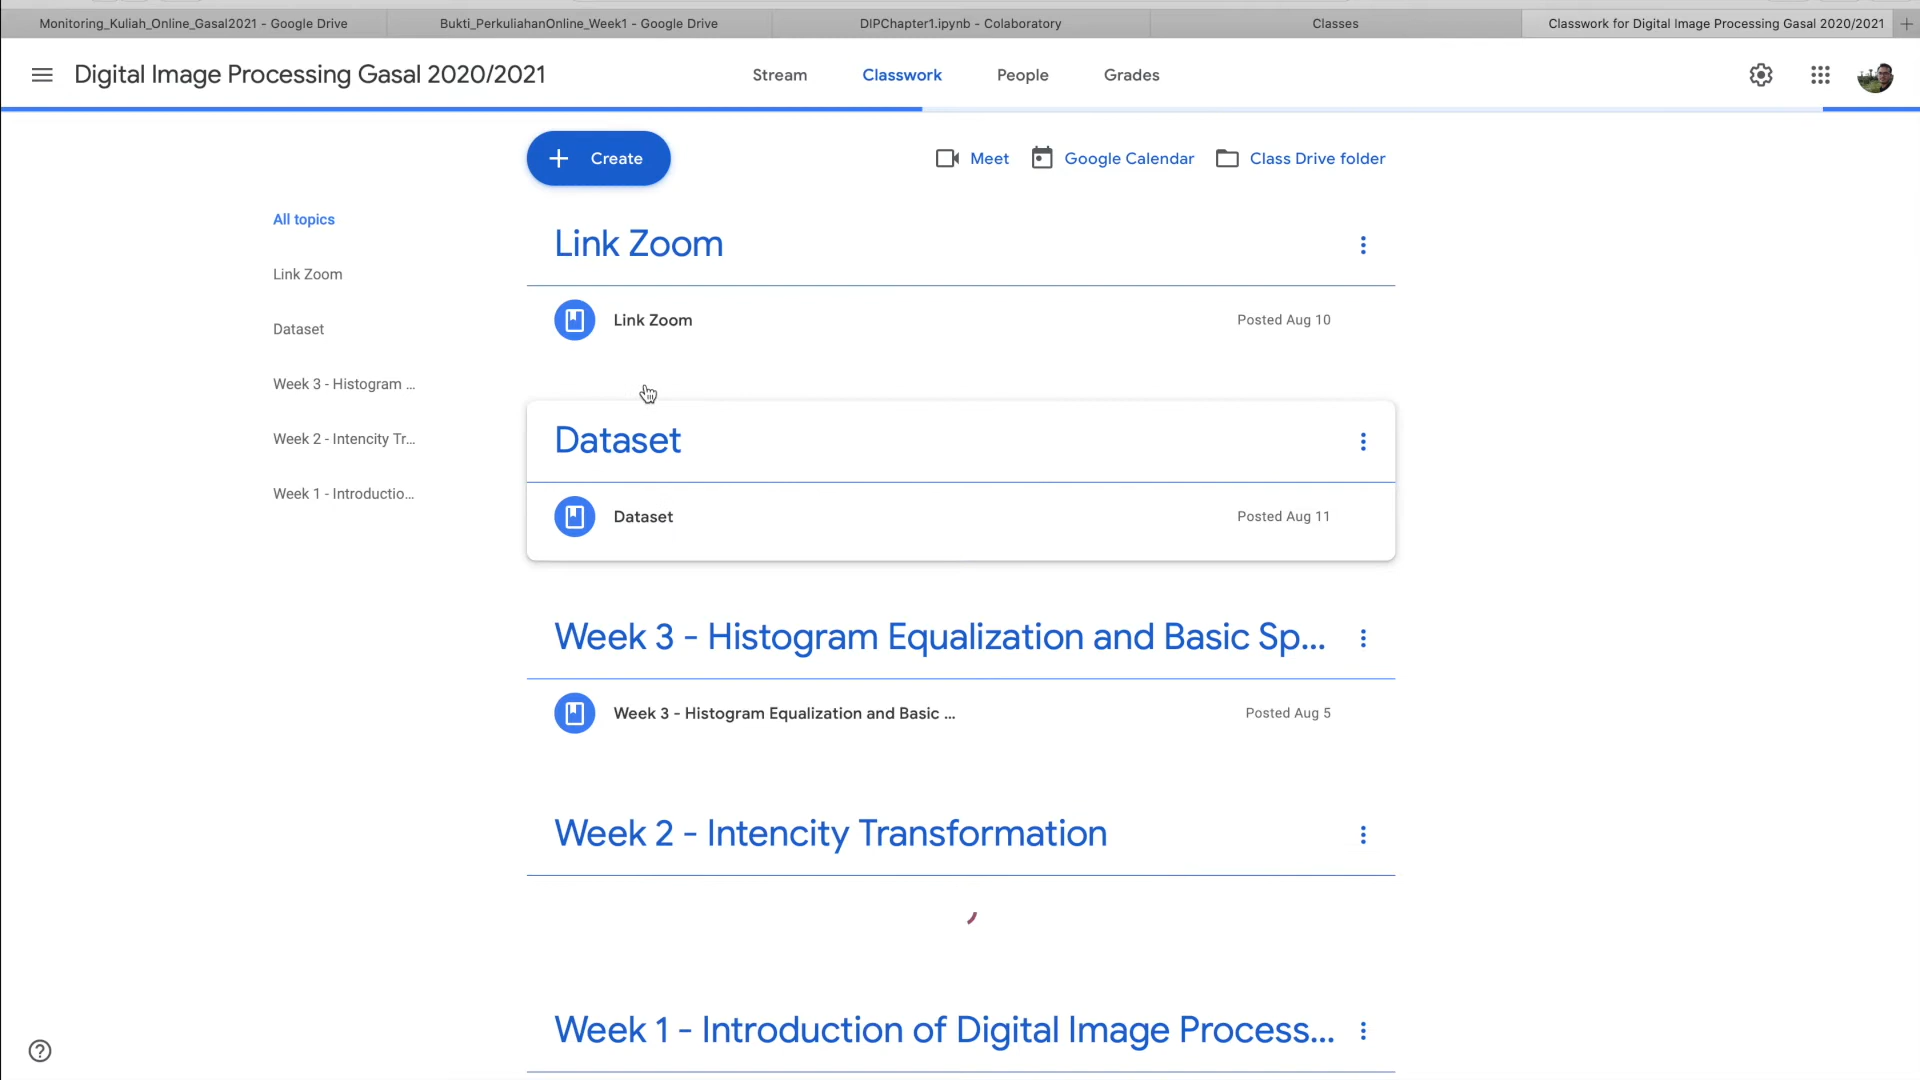 Monitoring_Kuliah_Online_Gasal2021 - Google Drive
Bukti_PerkuliahanOnline_Week1 - Google Drive
DIPChapter1.ipynb - Colaboratory
Classes
Classwork for Digital Image Processing Gasal 2020/2021
Digital Image Processing Gasal 2020/2021
Stream
Classwork
People
Grades
Create
Meet
Google Calendar
Class Drive folder
All topics
Link Zoom
Dataset
Week 3 - Histogram ...
Week 2 - Intencity Tr...
Week 1 - Introductio...
Link Zoom
Link Zoom
Posted Aug 10
Dataset
Dataset
Posted Aug 11
Week 3 - Histogram Equalization and Basic Sp...
Week 3 - Histogram Equalization and Basic ...
Posted Aug 5
Week 2 - Intencity Transformation
Week 1 - Introduction of Digital Image Process...